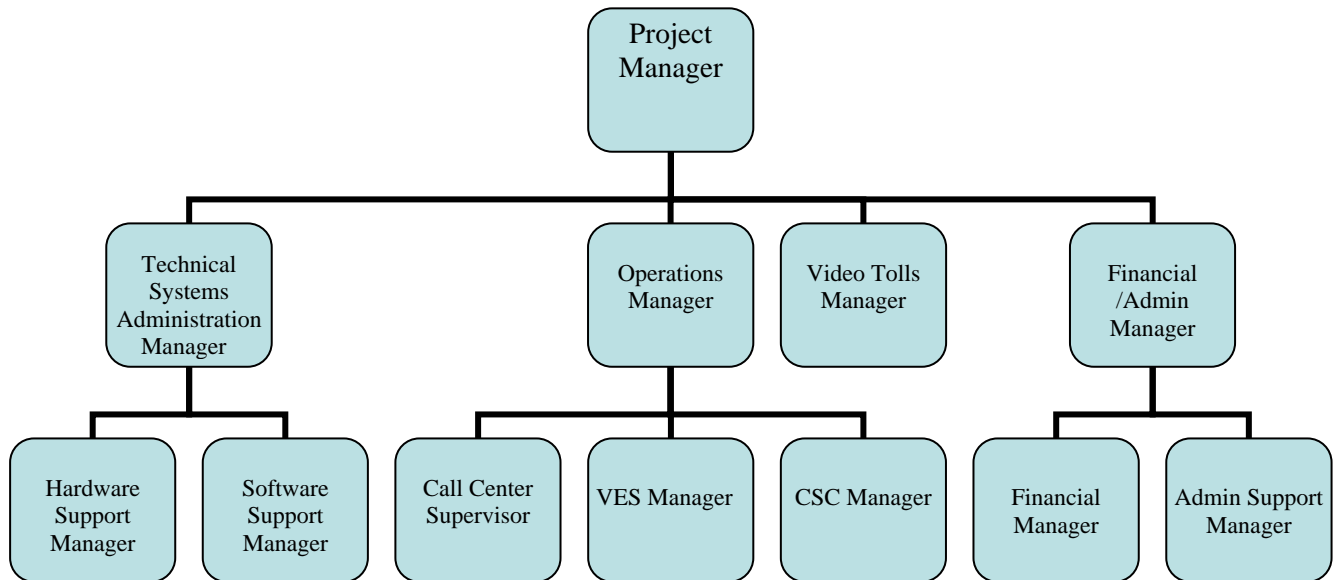 Project
Manager
Technical
Systems
Administration
Manager
Operations
Manager
Video Tolls
Manager
Financial
/Admin
Manager
Hardware
Support
Manager
Software
Support
Manager
Call Center
Supervisor
VES Manager
CSC Manager
Financial
Manager
Admin Support
Manager